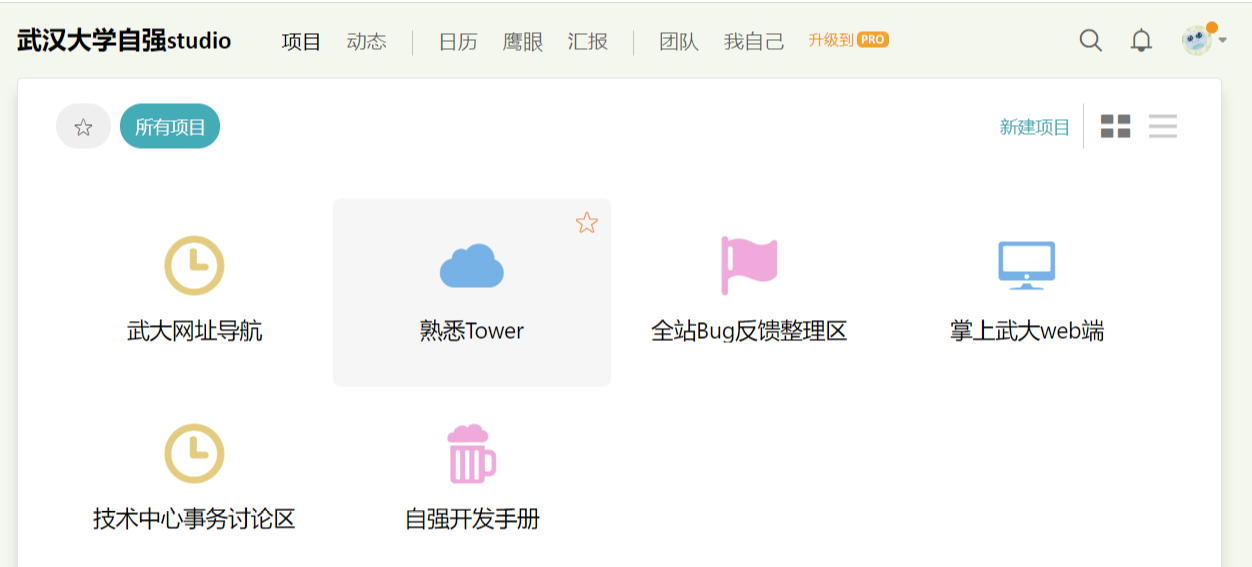 武汉大学自强studio 项目 动态 日历 鹰眼 汇报 团队 我自己 升级到 PRO
所有项目 新建项目
武大网址导航 熟悉Tower 全站Bug反馈整理区 掌上武大web端
技术中心事务讨论区 自强开发手册